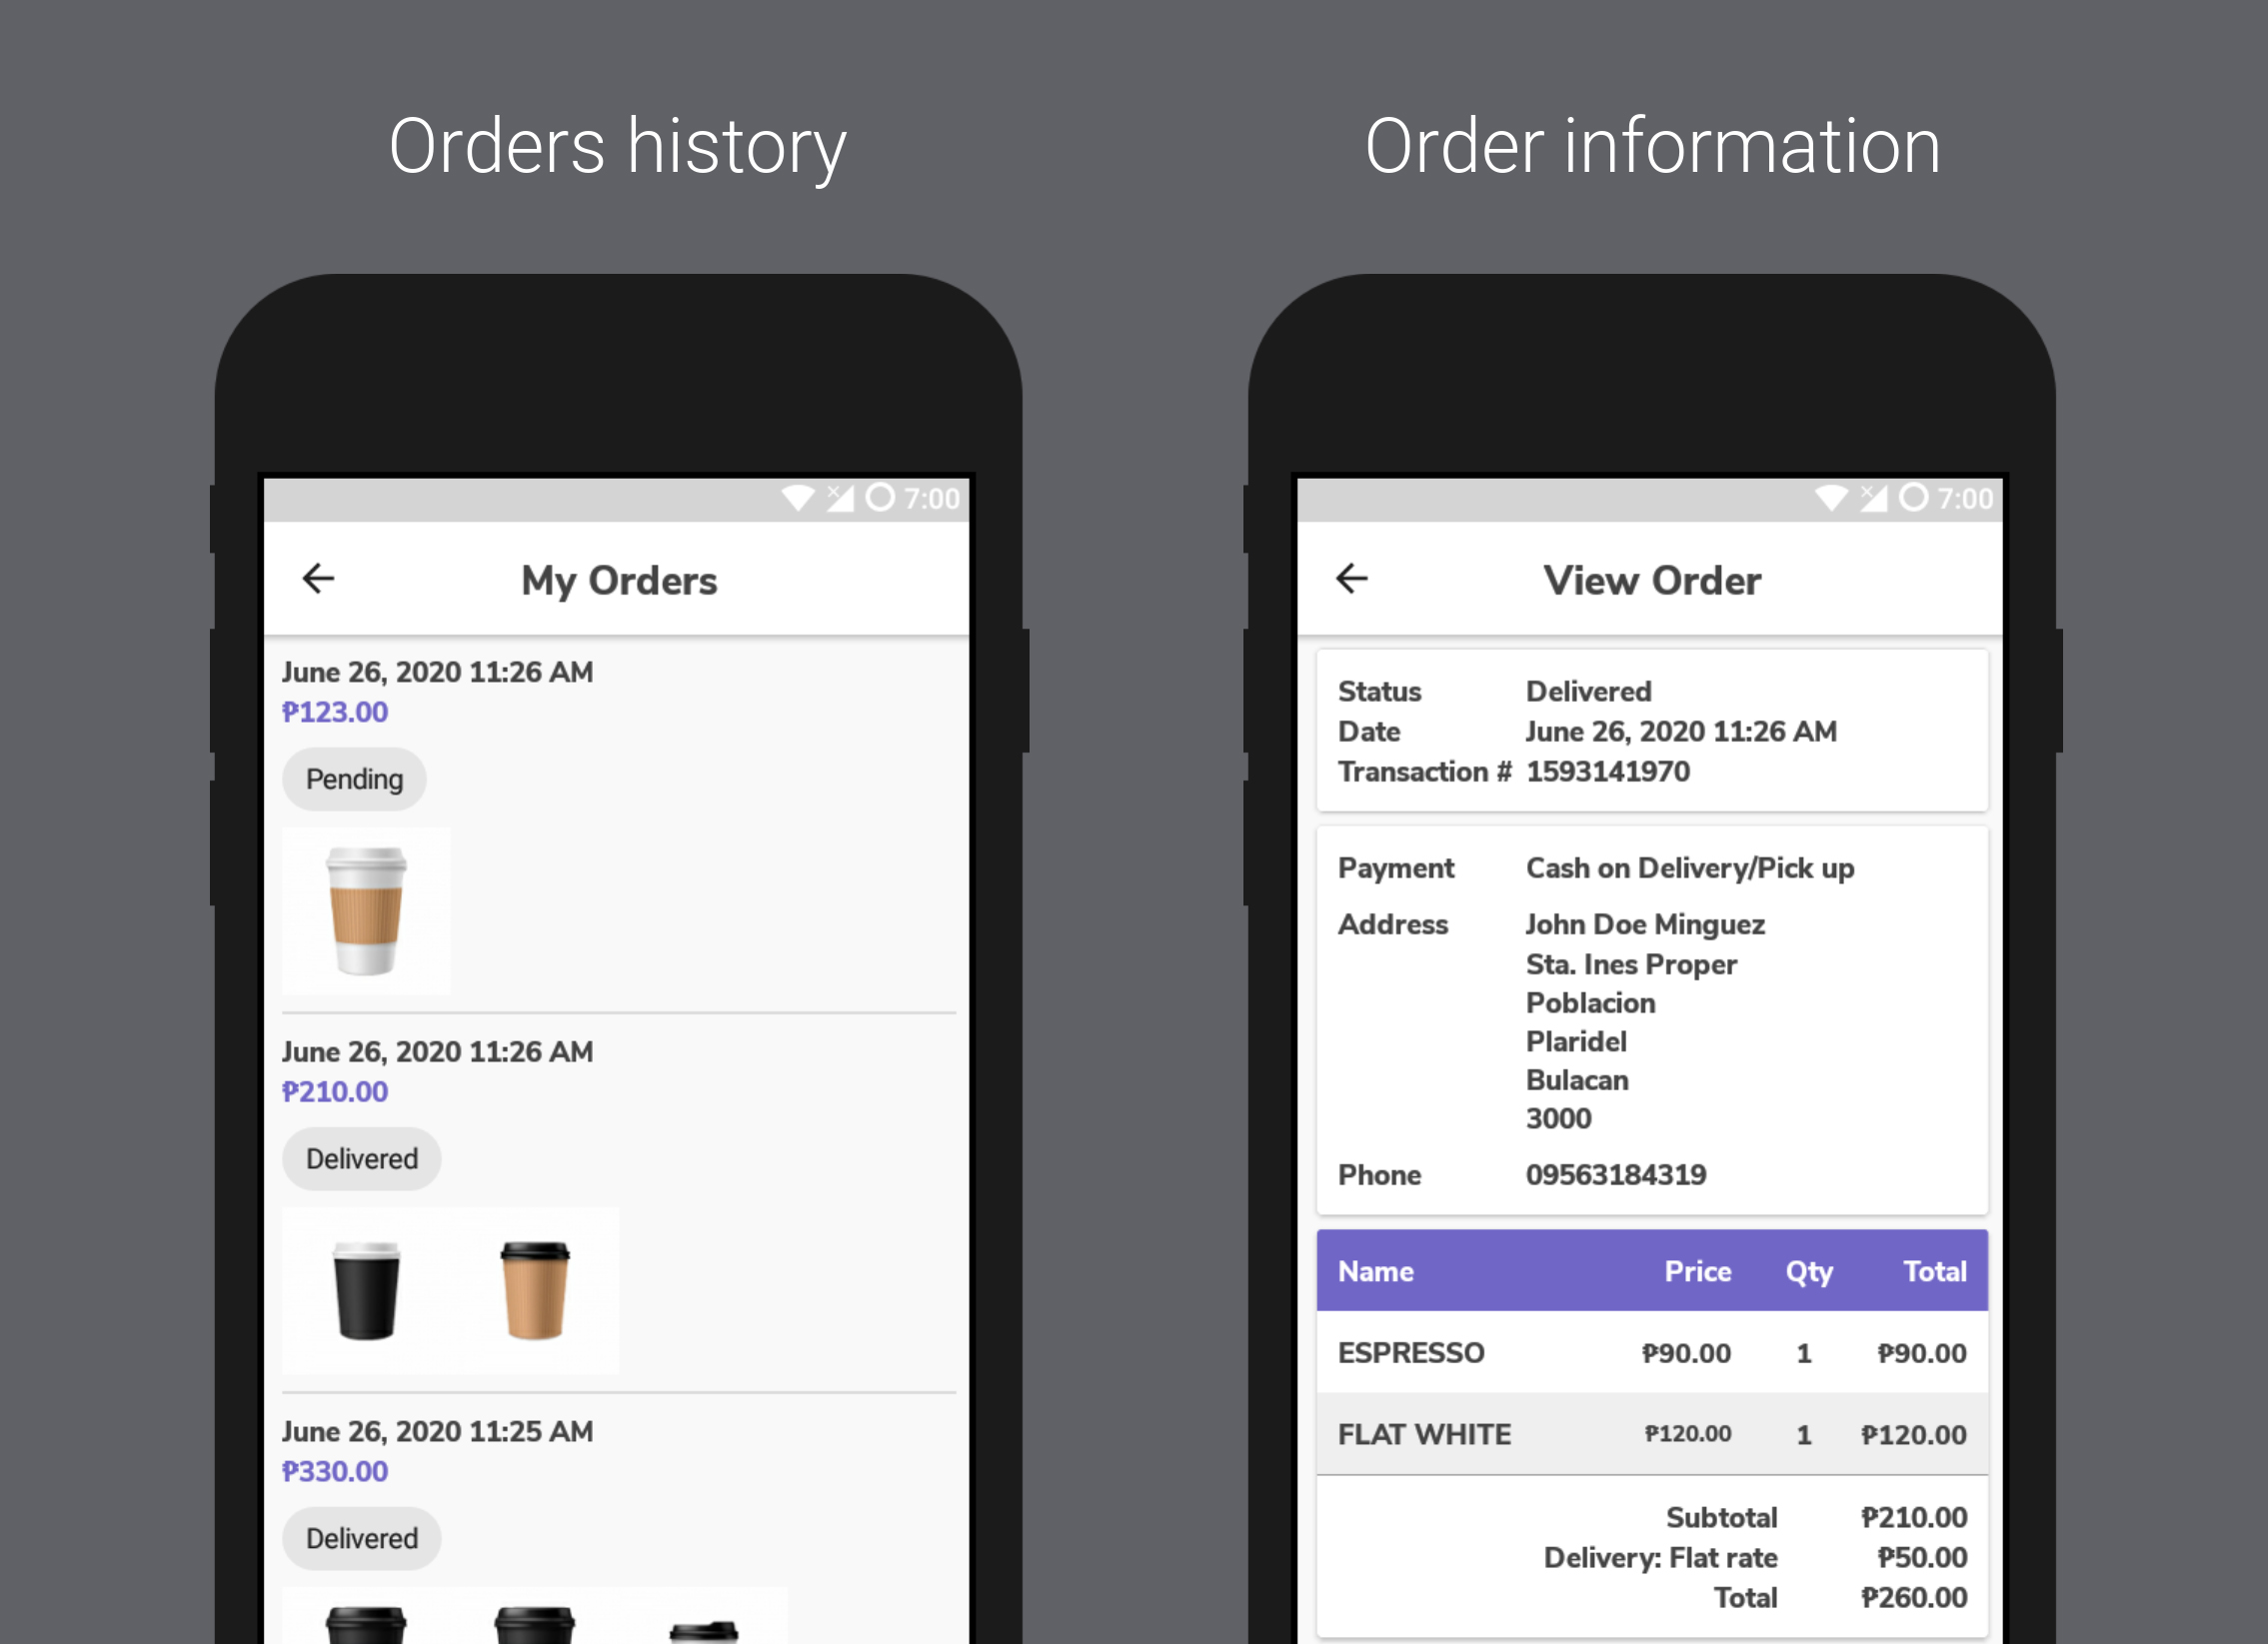 Orders history
7:00
My Orders
June 26, 2020 11:26 AM
₱123.00
Pending
June 26, 2020 11:26 AM
₱210.00
Delivered
June 26, 2020 11:25 AM
₱330.00
Delivered
Order information
7:00
View Order
Status Delivered
Date June 26, 2020 11:26 AM
Transaction # 1593141970
Payment Cash on Delivery/Pick up
Address John Doe Minguez
Sta. Ines Proper
Poblacion
Plaridel
Bulacan
3000
Phone 09563184319
Name Price Qty Total
ESPRESSO ₱90.00 1 ₱90.00
FLAT WHITE ₱120.00 1 ₱120.00
Subtotal ₱210.00
Delivery: Flat rate ₱50.00
Total ₱260.00